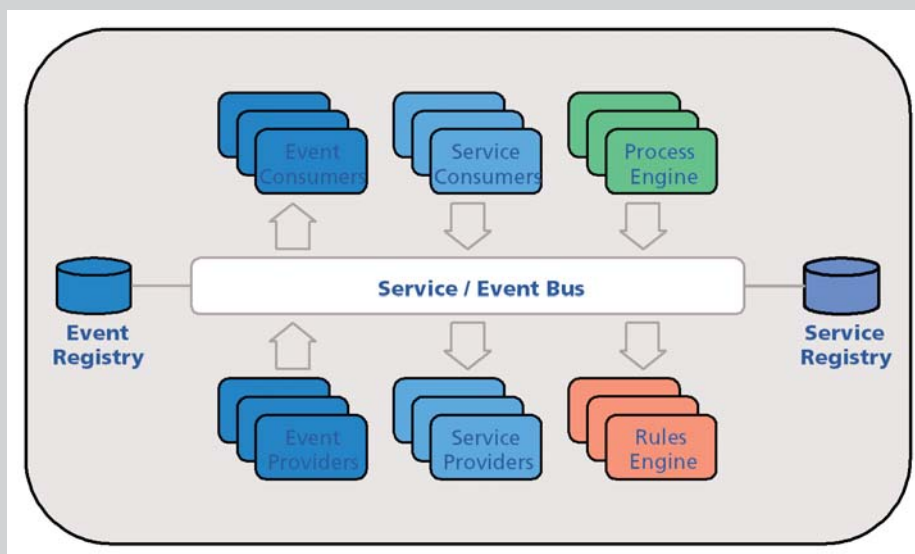 Event
Consumers
Service
Consumers
Process
Engine
Service / Event Bus
Event
Registry
Service
Registry
Event
Providers
Service
Providers
Rules
Engine